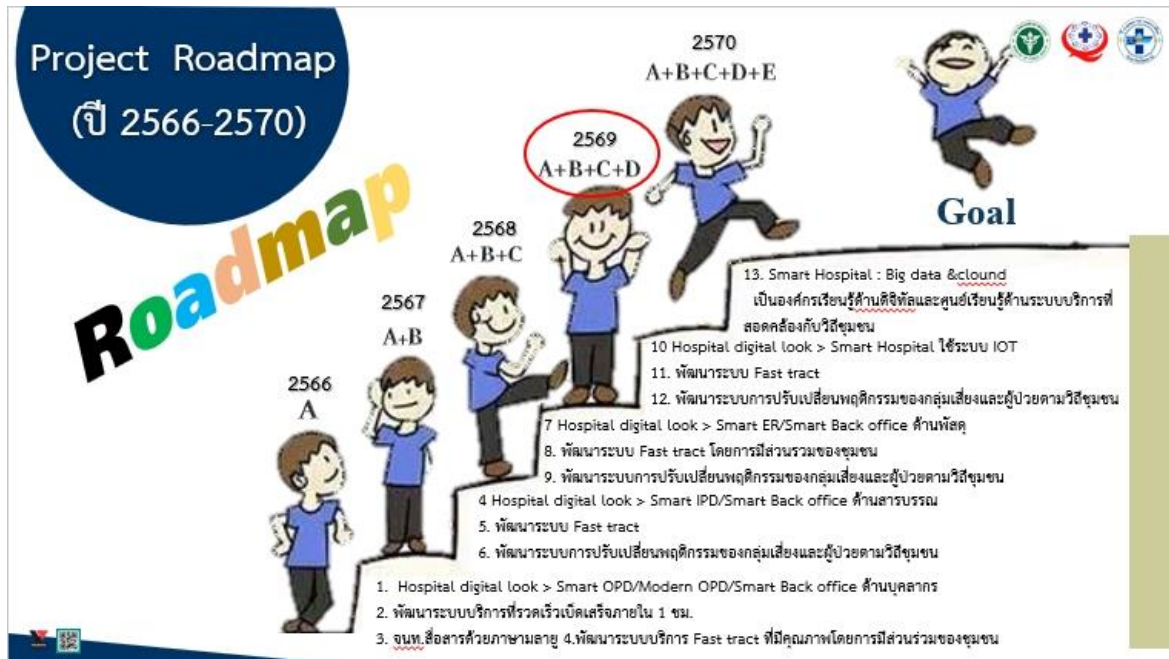 Project Roadmap
(ปี 2566-2570)
Roadmap
2566
A
2567
A+B
2568
A+B+C
2569
A+B+C+D
2570
A+B+C+D+E
Goal
13. Smart Hospital : Big data &clound
เป็นองค์กรเรียนรู้ด้านดิจิทัลและศูนย์เรียนรู้ด้านระบบบริการที่
สอดคล้องกับวิถีชุมชน
10 Hospital digital look > Smart Hospital ใช้ระบบ IOT
11. พัฒนาระบบ Fast tract
12. พัฒนาระบบการปรับเปลี่ยนพฤติกรรมของกลุ่มเสี่ยงและผู้ป่วยตามวิถีชุมชน
7 Hospital digital look > Smart ER/Smart Back office ด้านพัสดุ
8. พัฒนาระบบ Fast tract โดยการมีส่วนรวมของชุมชน
9. พัฒนาระบบการปรับเปลี่ยนพฤติกรรมของกลุ่มเสี่ยงและผู้ป่วยตามวิถีชุมชน
4 Hospital digital look > Smart IPD/Smart Back office ด้านสารบรรณ
5. พัฒนาระบบ Fast tract
6. พัฒนาระบบการปรับเปลี่ยนพฤติกรรมของกลุ่มเสี่ยงและผู้ป่วยตามวิถีชุมชน
1. Hospital digital look > Smart OPD/Modern OPD/Smart Back office ด้านบุคลากร
2. พัฒนาระบบบริการที่รวดเร็วเบ็ดเสร็จภายใน 1 ชม.
3. จนท.สื่อสารด้วยภาษามลายู 4.พัฒนาระบบบริการ Fast tract ที่มีคุณภาพโดยการมีส่วนร่วมของชุมชน